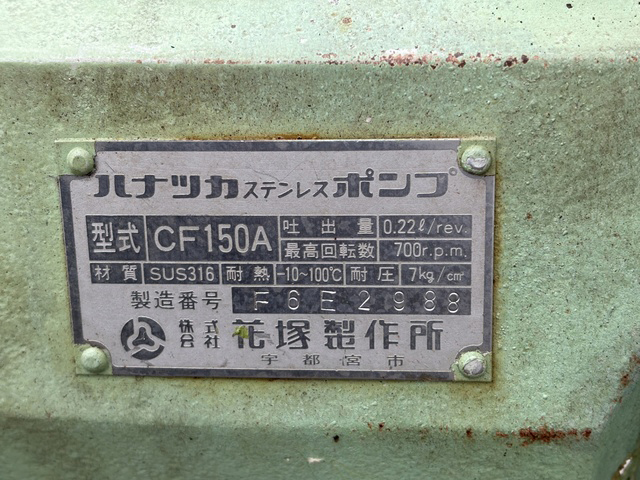 ハナツカステンレスポンプ
型式 CF150A 吐出量 0.22ℓ/rev.
最高回転数 700r.p.m.
材質 SUS316 耐熱 -10~100℃ 耐圧 7kg/cm²
製造番号 F6E2988
株式会社 花塚製作所
宇都宮市